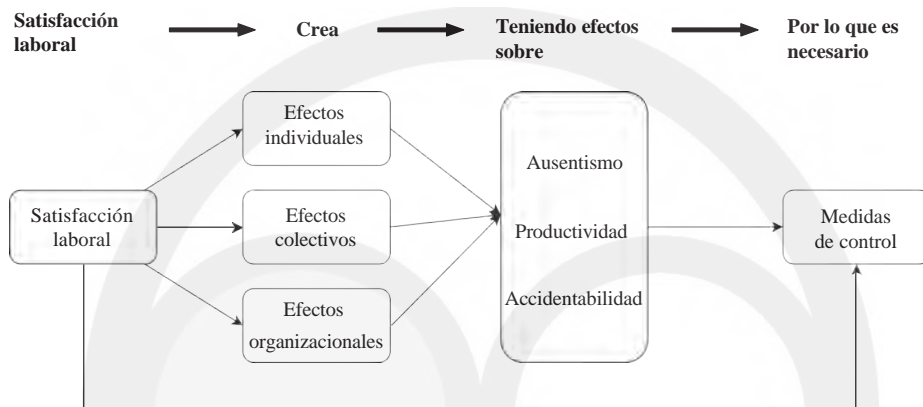 Satisfacción
laboral
Crea
Teniendo efectos
sobre
Por lo que es
necesario
Efectos
individuales
Satisfacción
laboral
Efectos
colectivos
Efectos
organizacionales
Ausentismo
Productividad
Accidentabilidad
Medidas
de control